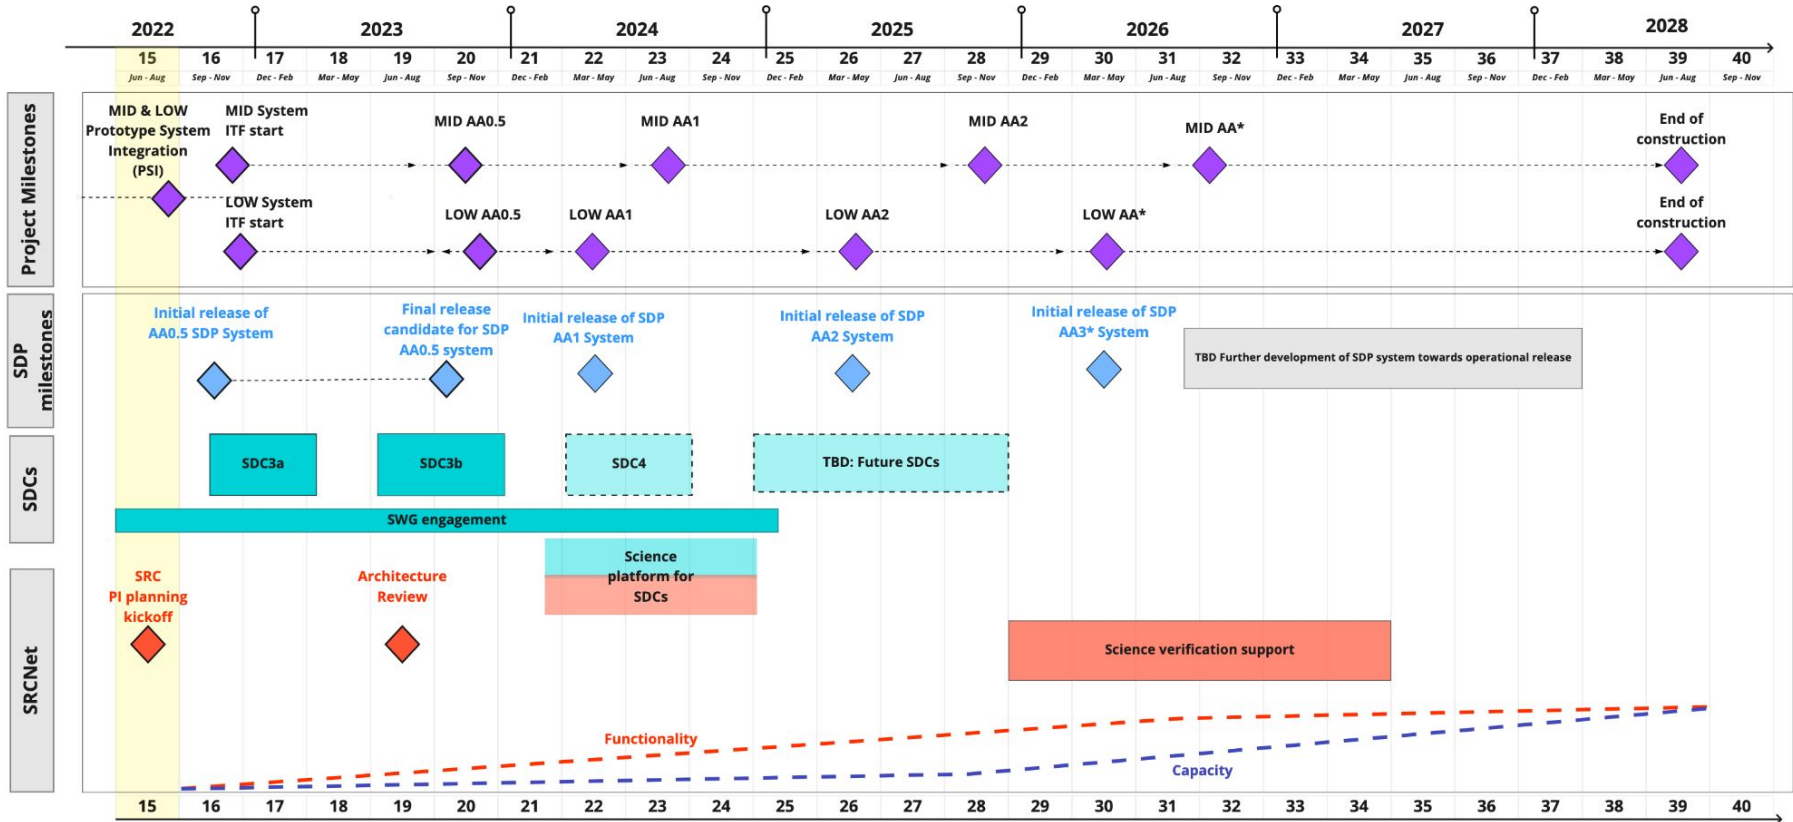 2022
2023
2024
2025
2026
2027
2028
15 16 17 18 19 20 21 22 23 24 25 26 27 28 29 30 31 32 33 34 35 36 37 38 39 40
Jun - Aug Sep - Nov Dec - Feb Mar - May Jun - Aug Sep - Nov Dec - Feb Mar - May Jun - Aug Sep - Nov Dec - Feb Mar - May Jun - Aug Sep - Nov Dec - Feb Mar - May Jun - Aug Sep - Nov Dec - Feb Mar - May Jun - Aug Sep - Nov Dec - Feb Mar - May Jun - Aug Sep - Nov
Project Milestones
MID & LOW
Prototype System
Integration
(PSI)
MID System
ITF start
MID AA0.5
MID AA1
MID AA2
MID AA*
End of
construction
LOW System
ITF start
LOW AA0.5
LOW AA1
LOW AA2
LOW AA*
End of
construction
SDP
milestones
Initial release of
AA0.5 SDP System
Final release
candidate for SDP
AA0.5 system
Initial release of SDP
AA1 System
Initial release of SDP
AA2 System
Initial release of SDP
AA3* System
TBD Further development of SDP system towards operational release
SDCs
SDC3a
SDC3b
SDC4
TBD: Future SDCs
SWG engagement
Science
platform for
SDCs
SRCNet
SRC
PI planning
kickoff
Architecture
Review
Science verification support
Functionality
Capacity
15 16 17 18 19 20 21 22 23 24 25 26 27 28 29 30 31 32 33 34 35 36 37 38 39 40